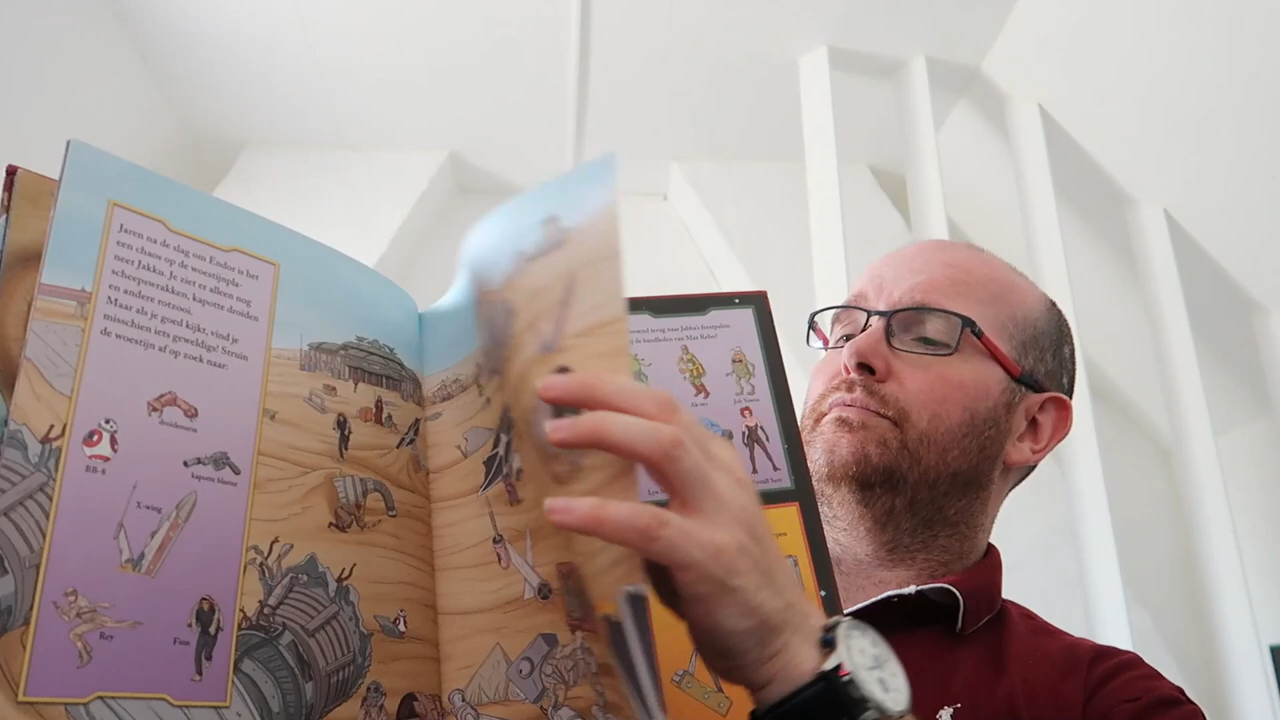 Jaren na de slag om Endor is het
een chaos op de woestijnpla-
neet Jakku. Je ziet er alleen nog
scheepswrakken, kapotte droiden
en andere rotzooi.
Maar als je goed kijkt, vind je
misschien iets geweldigs! Struin
de woestijn af op zoek naar:
droidenarm
BB-8
kapotte blaster
X-wing
Rey
Finn
terug naar Jabba's feestpaleis
de bandleden van Max Rebo!
Ak-rev
Joh Yowza